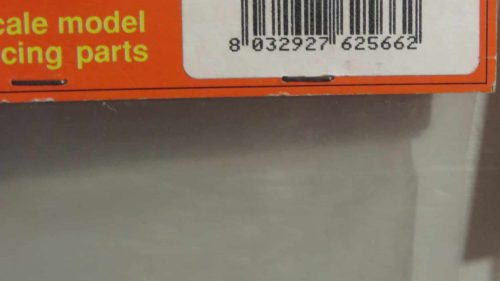 cale model
cing parts
8 032927 625662